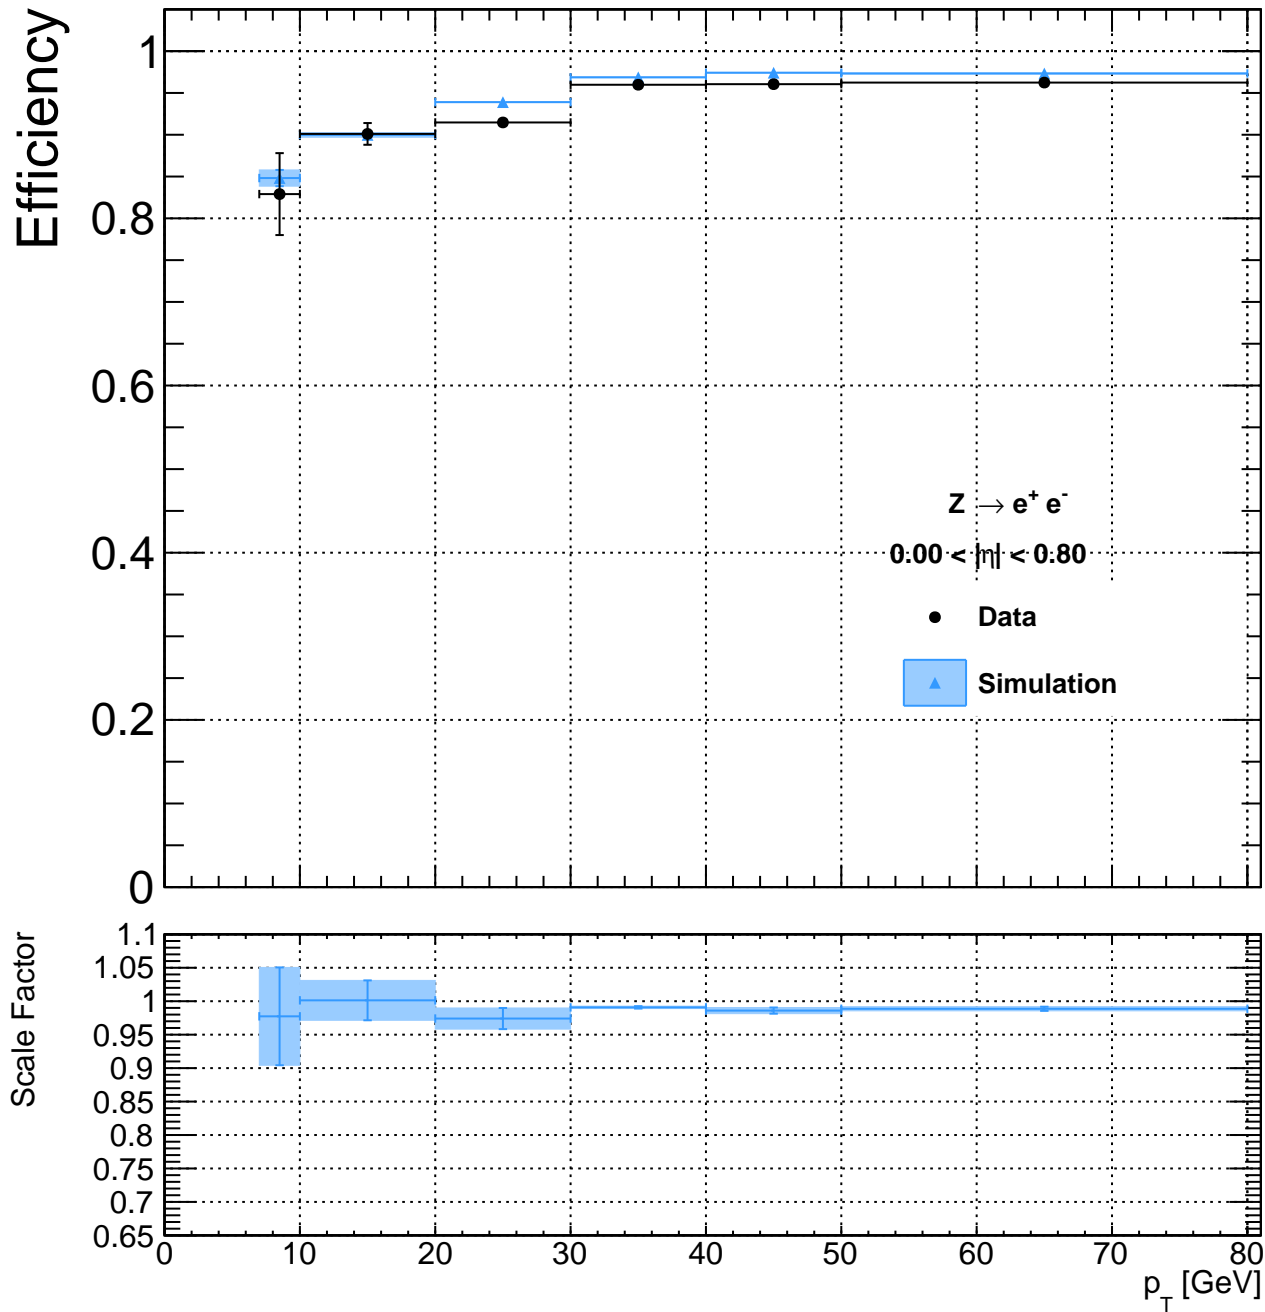 Efficiency
1
0.8
0.6
0.4
0.2
0
Z → e⁺ e⁻
0.00 < |η| < 0.80
Data
Simulation
Scale Factor
1.1
1.05
1
0.95
0.9
0.85
0.8
0.75
0.7
0.65
0 10 20 30 40 50 60 70 80
p_T [GeV]